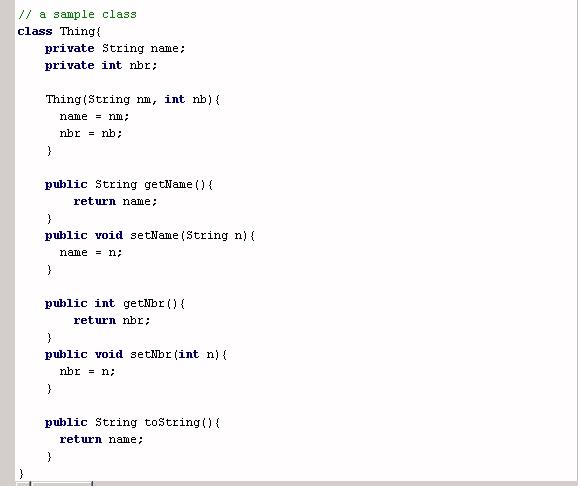 // a sample class
class Thing{
    private String name;
    private int nbr;

    Thing(String nm, int nb){
      name = nm;
      nbr = nb;
    }

    public String getName(){
        return name;
    }
    public void setName(String n){
      name = n;
    }

    public int getNbr(){
        return nbr;
    }
    public void setNbr(int n){
      nbr = n;
    }

    public String toString(){
      return name;
    }
}